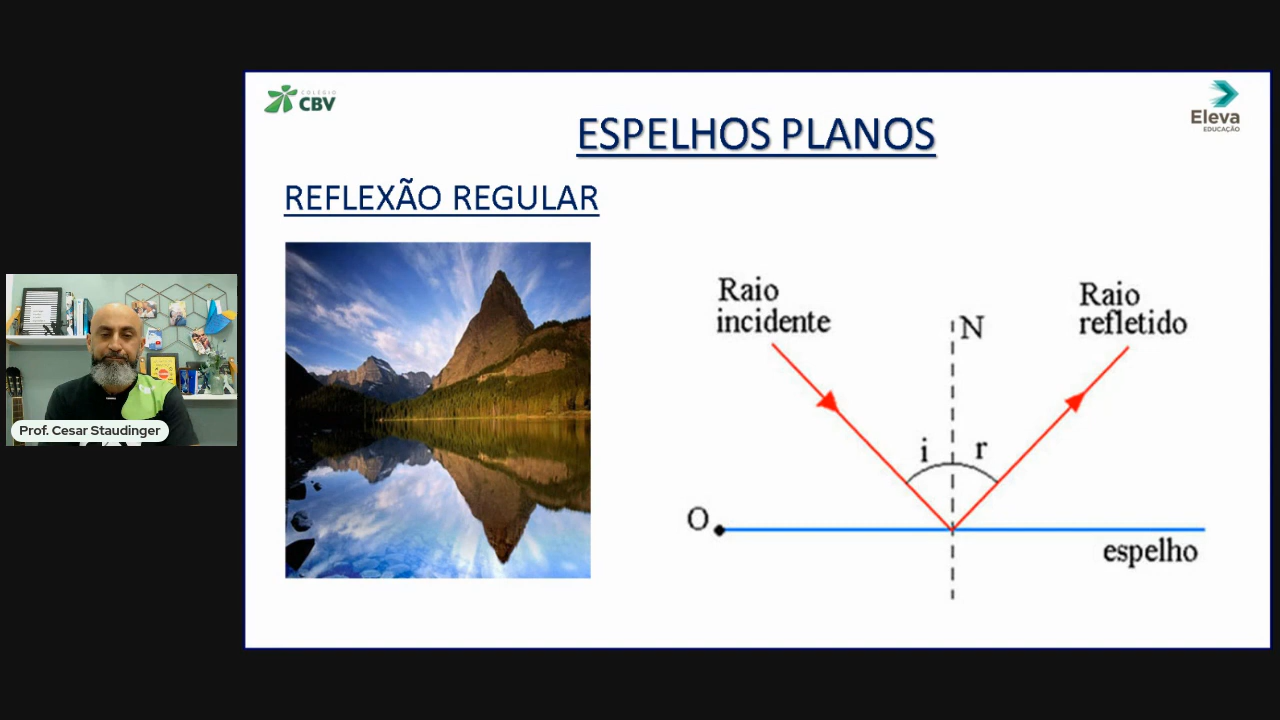 COLÉGIO
CBV
Eleva
EDUCAÇÃO
ESPELHOS PLANOS
REFLEXÃO REGULAR
Raio
incidente
N
Raio
refletido
i
r
O
espelho
Prof. Cesar Staudinger